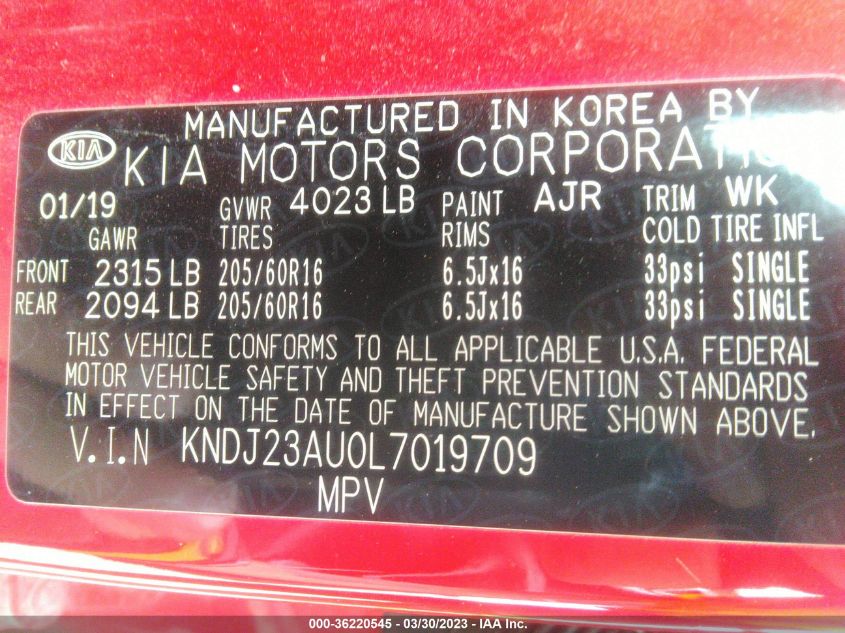 MANUFACTURED IN KOREA BY
KIA KIA MOTORS CORPORATION
01/19 GVWR 4023 LB PAINT AJR TRIM WK
GAWR TIRES RIMS COLD TIRE INFL
FRONT 2315 LB 205/60R16 6.5Jx16 33psi SINGLE
REAR 2094 LB 205/60R16 6.5Jx16 33psi SINGLE
THIS VEHICLE CONFORMS TO ALL APPLICABLE U.S.A. FEDERAL
MOTOR VEHICLE SAFETY AND THEFT PREVENTION STANDARDS
IN EFFECT ON THE DATE OF MANUFACTURE SHOWN ABOVE.
V.I.N KNDJ23AU0L7019709
MPV
000-36220545 - 03/30/2023 - IAA Inc.